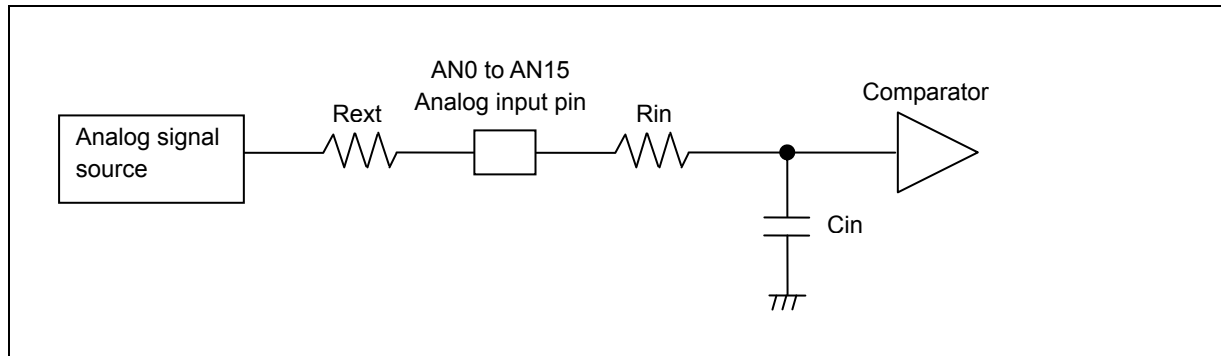 AN0 to AN15
Analog input pin
Comparator
Rext
Rin
Analog signal
source
Cin